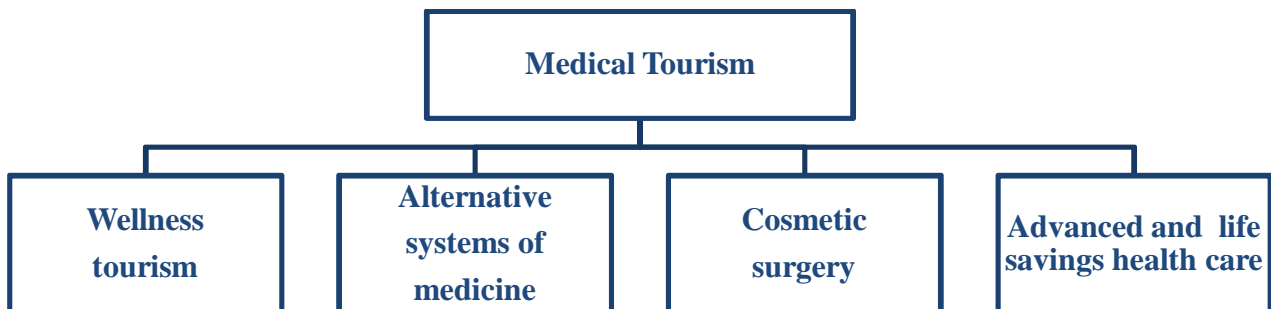 Medical Tourism
Wellness
tourism
Alternative
systems of
medicine
Cosmetic
surgery
Advanced and life
savings health care